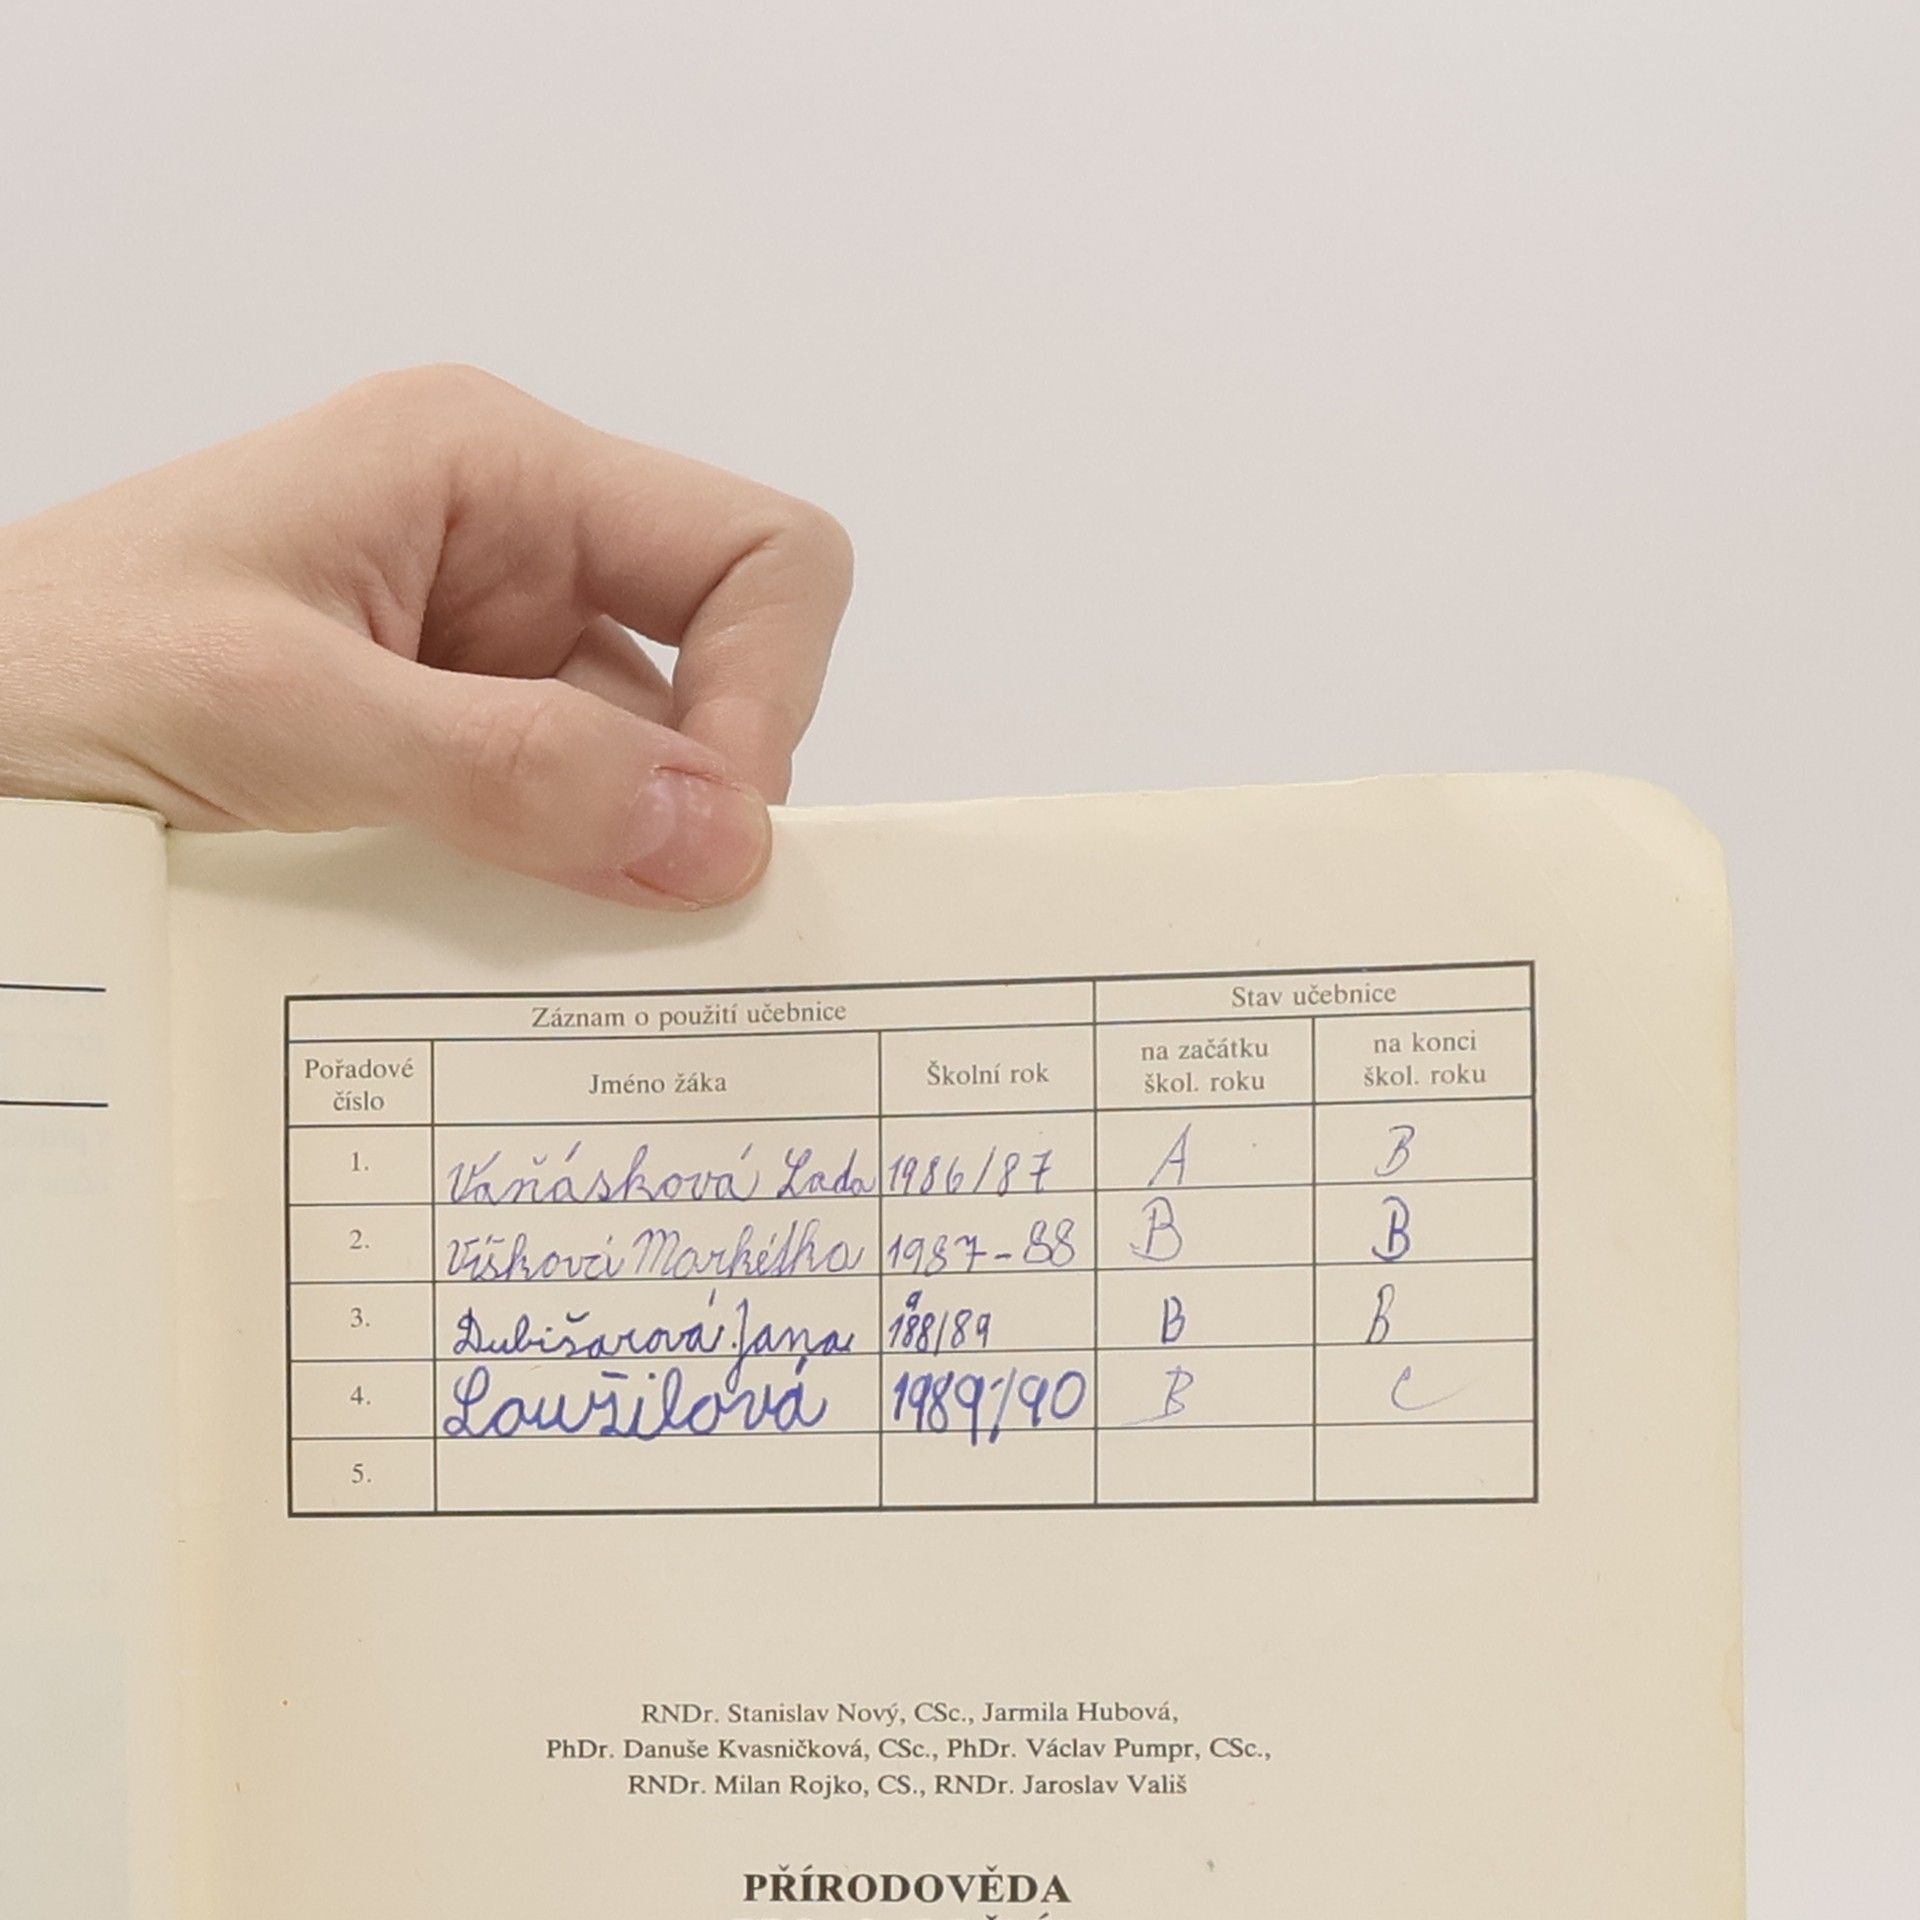 Záznam o použití učebnice Stav učebnice
Pořadové číslo Jméno žáka Školní rok na začátku škol. roku na konci škol. roku
1. Vaňásková Lada 1986/87 A B
2. Víšková Markétka 1987-88 B B
3. Dubišarová Jana 1988/89 B B
4. Loužilová 1989/90 B C
5.
RNDr. Stanislav Nový, CSc., Jarmila Hubová,
PhDr. Danuše Kvasničková, CSc., PhDr. Václav Pumpr, CSc.,
RNDr. Milan Rojko, CS., RNDr. Jaroslav Vališ
PŘÍRODOVĚDA